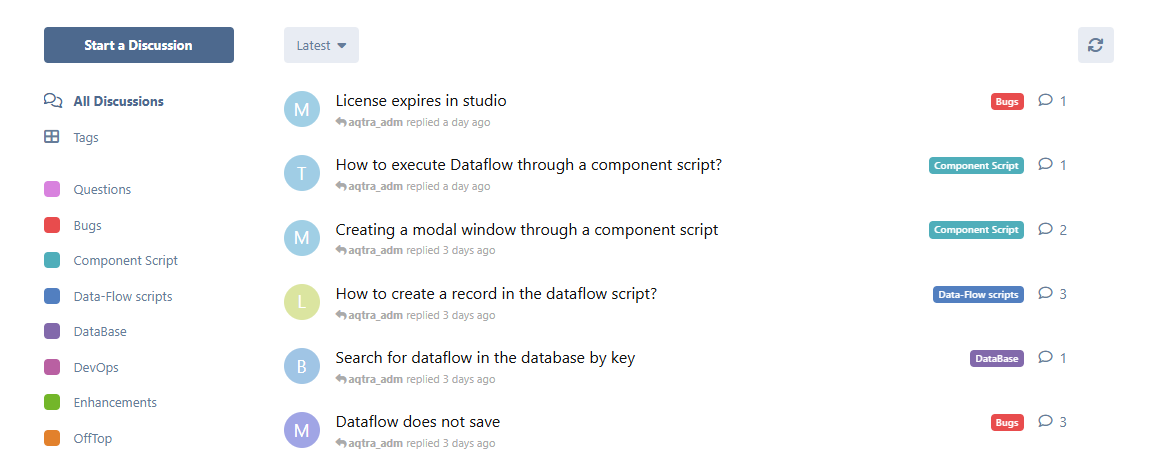 Start a Discussion
Latest
All Discussions
Tags
Questions
Bugs
Component Script
Data-Flow scripts
DataBase
DevOps
Enhancements
OffTop
M
License expires in studio
aqtra_adm replied a day ago
Bugs
1
T
How to execute Dataflow through a component script?
aqtra_adm replied a day ago
Component Script
1
M
Creating a modal window through a component script
aqtra_adm replied 3 days ago
Component Script
2
L
How to create a record in the dataflow script?
aqtra_adm replied 3 days ago
Data-Flow scripts
3
B
Search for dataflow in the database by key
aqtra_adm replied 3 days ago
DataBase
1
M
Dataflow does not save
aqtra_adm replied 3 days ago
Bugs
3